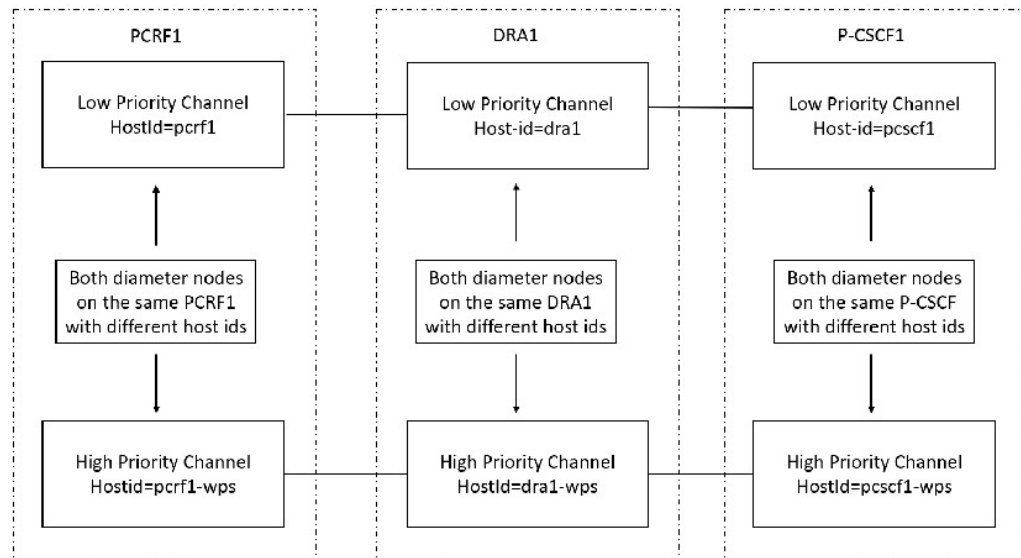 PCRF1
Low Priority Channel
HostId=pcrf1
Both diameter nodes
on the same PCRF1
with different host ids
High Priority Channel
Hostid=pcrf1-wps
DRA1
Low Priority Channel
Host-id=dra1
Both diameter nodes
on the same DRA1
with different host ids
High Priority Channel
HostId=dra1-wps
P-CSCF1
Low Priority Channel
Host-id=pcscf1
Both diameter nodes
on the same P-CSCF
with different host ids
High Priority Channel
HostId=pcscf1-wps